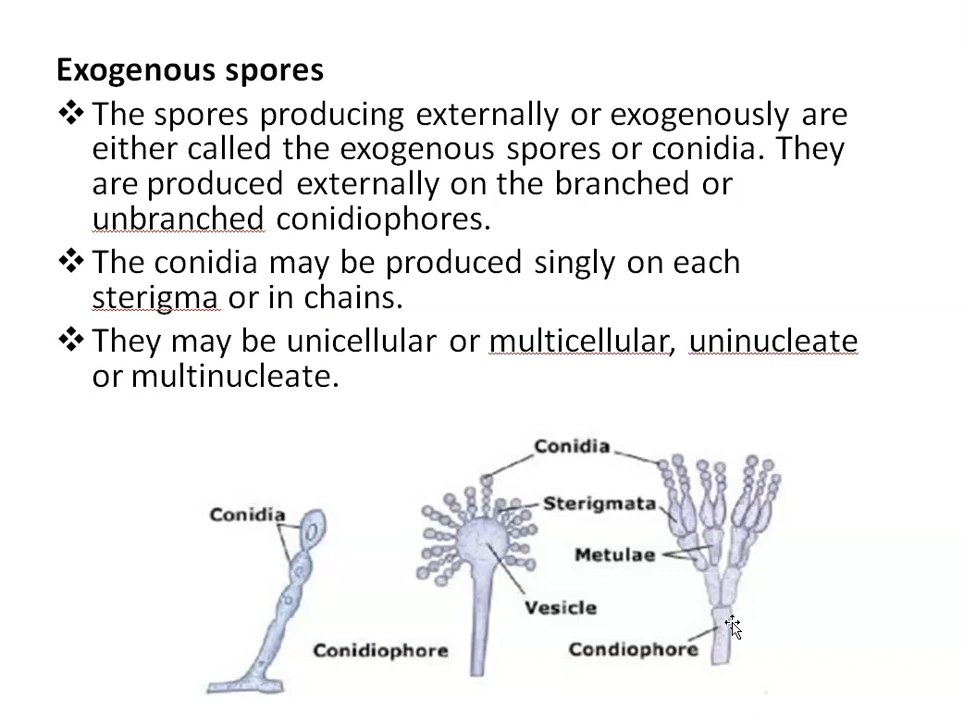 Exogenous spores
❖ The spores producing externally or exogenously are
either called the exogenous spores or conidia. They
are produced externally on the branched or
unbranched conidiophores.
❖ The conidia may be produced singly on each
sterigma or in chains.
❖ They may be unicellular or multicellular, uninucleate
or multinucleate.
Conidia
Sterigmata
Conidia
Metulae
Vesicle
Conidiophore
Condiophore